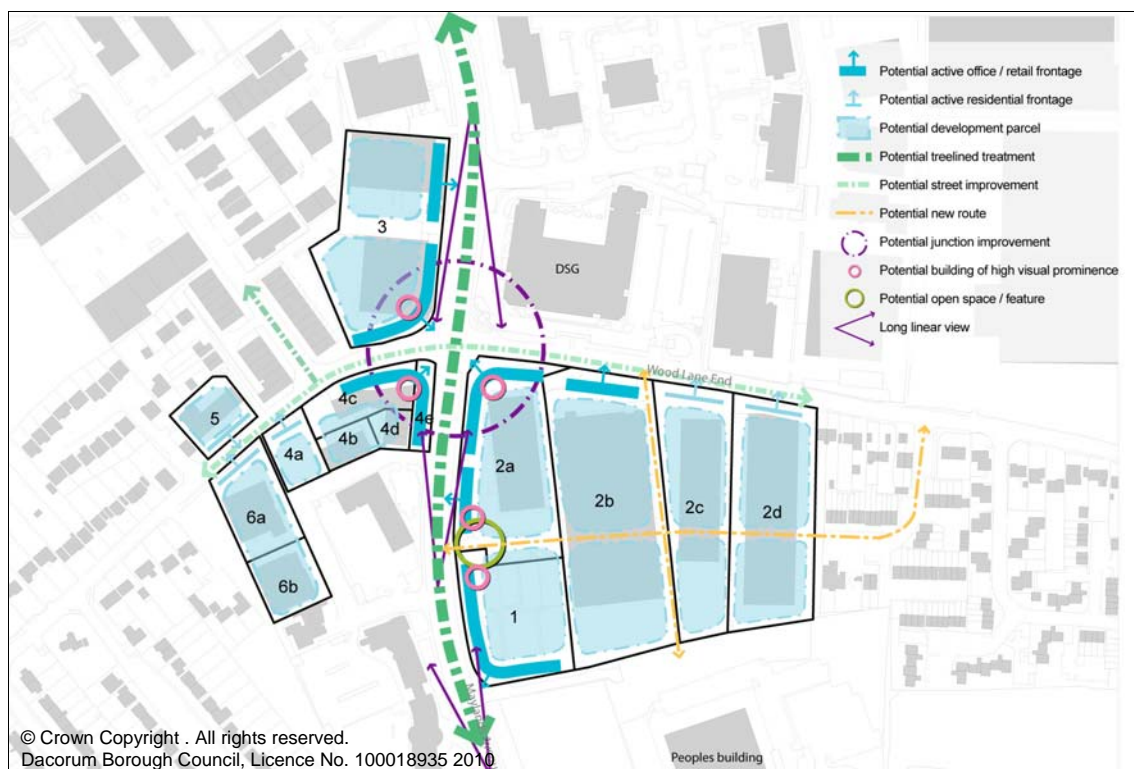 Potential active office / retail frontage
Potential active residential frontage
Potential development parcel
Potential treelined treatment
Potential street improvement
Potential new route
Potential junction improvement
Potential building of high visual prominence
Potential open space / feature
Long linear view
3
DSG
Wood Lane End
5
4c
4e
4a
4b
4d
2a
2b
2c
2d
6a
6b
1
Peoples building
© Crown Copyright . All rights reserved.
Dacorum Borough Council, Licence No. 100018935 2010